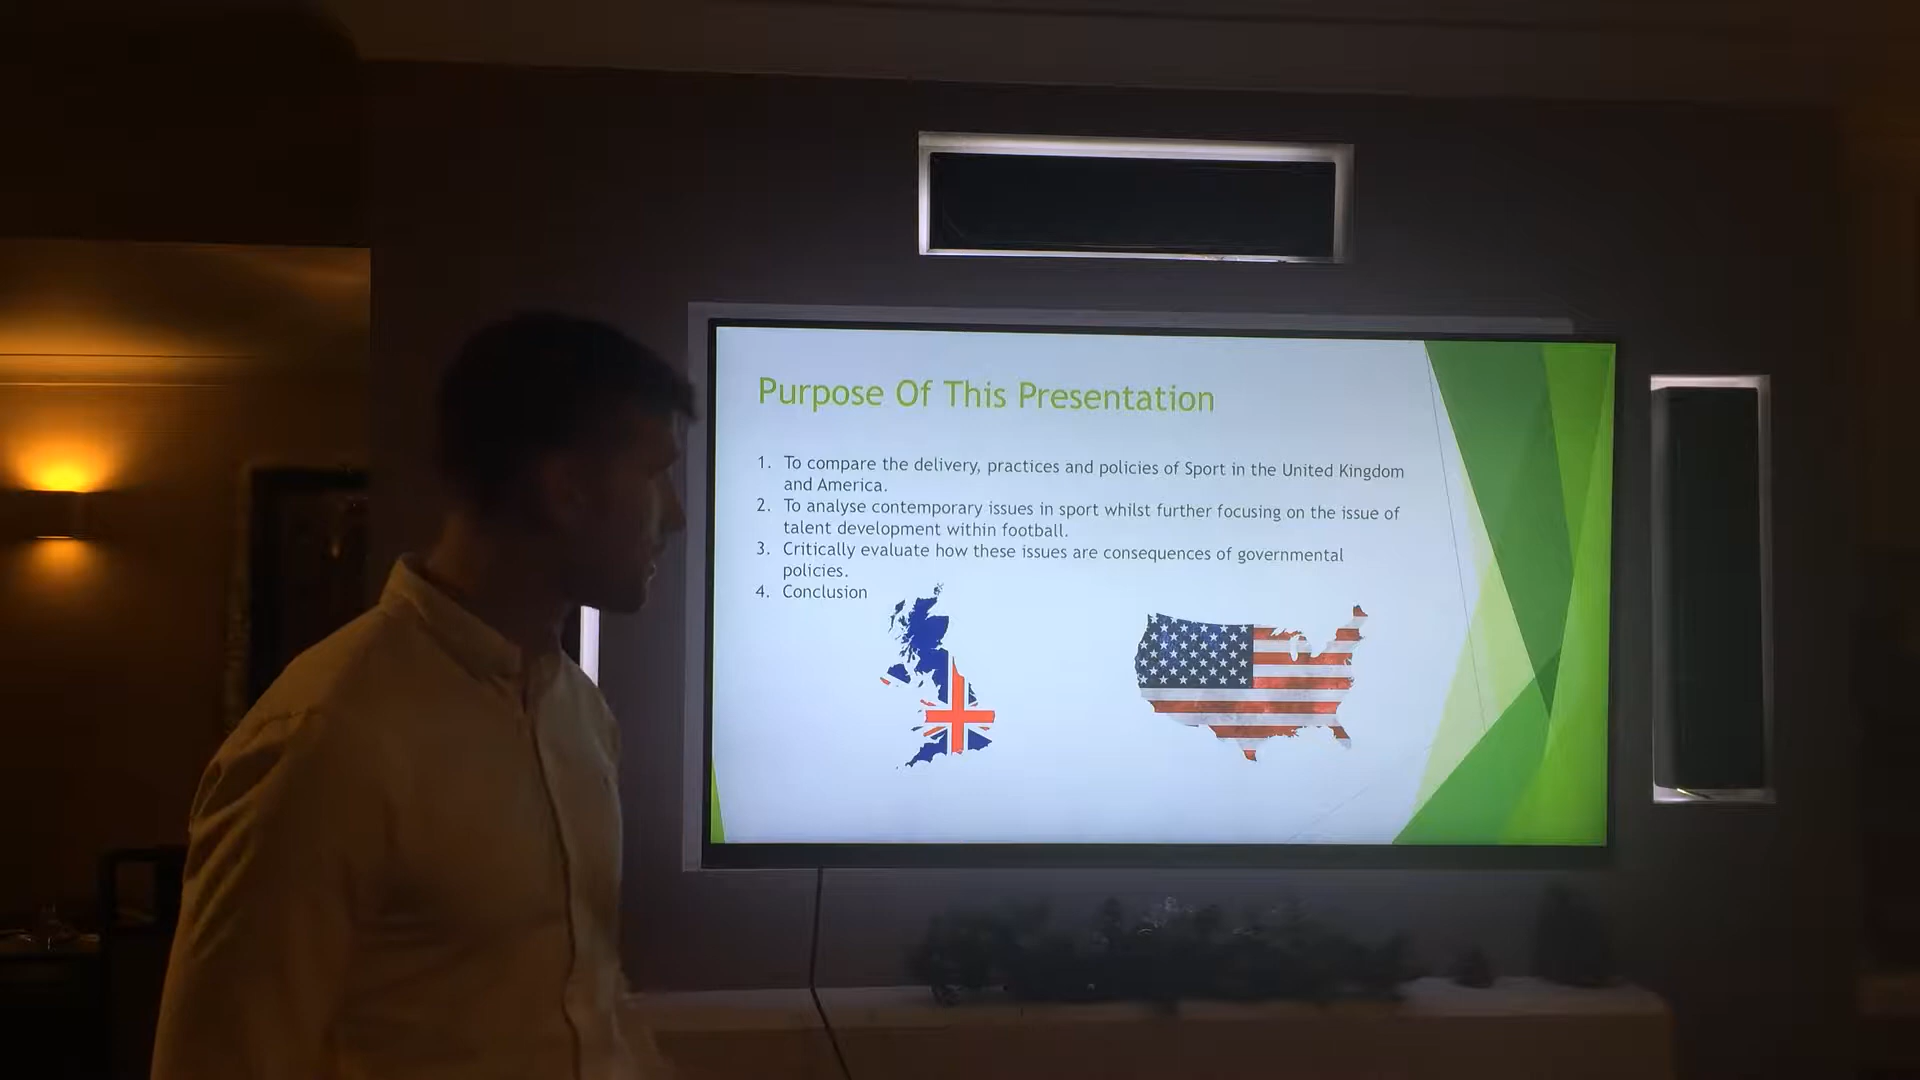 Purpose Of This Presentation
1. To compare the delivery, practices and policies of Sport in the United Kingdom
and America.
2. To analyse contemporary issues in sport whilst further focusing on the issue of
talent development within football.
3. Critically evaluate how these issues are consequences of governmental
policies.
4. Conclusion